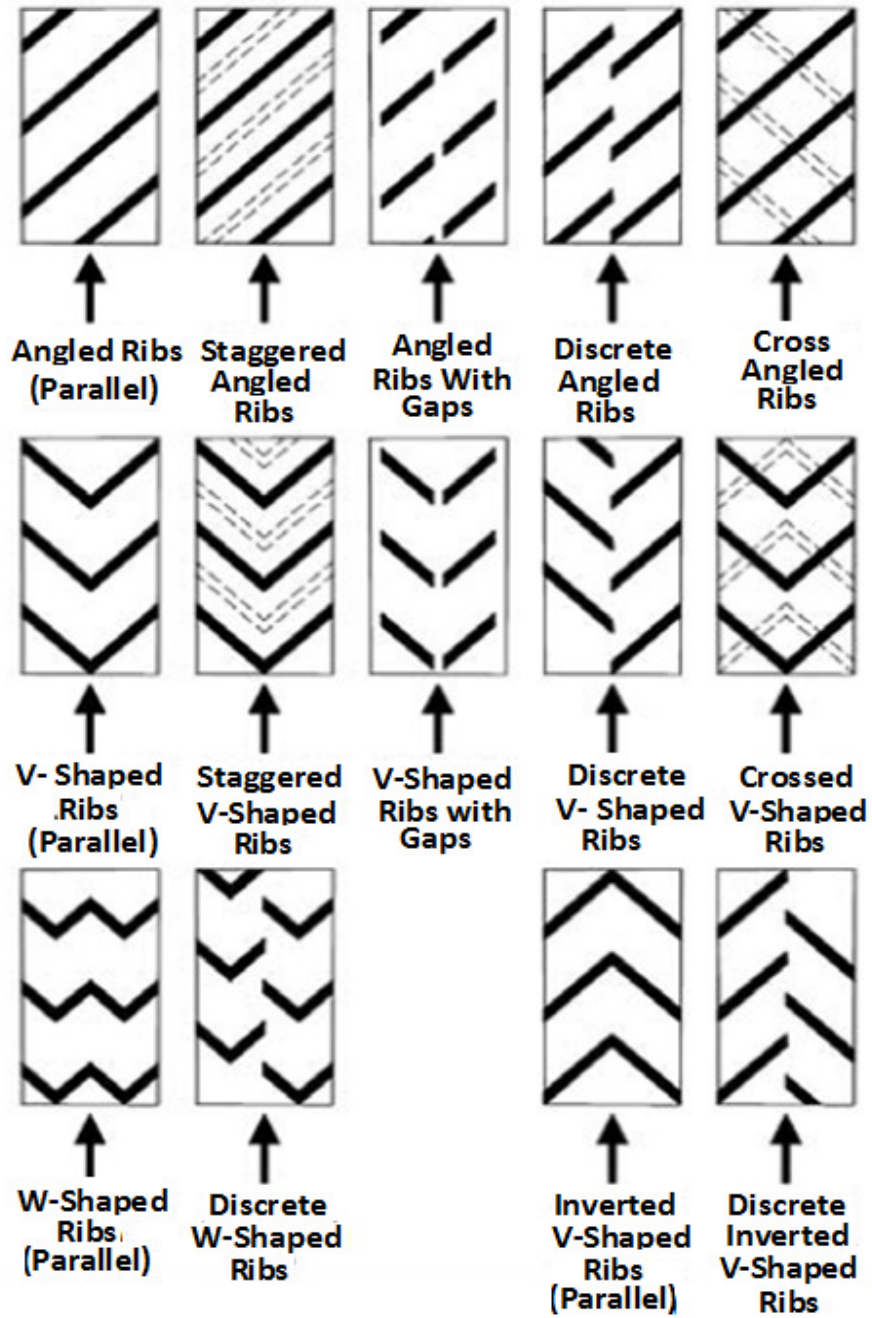 Angled Ribs
(Parallel)
Staggered
Angled
Ribs
Angled
Ribs With
Gaps
Discrete
Angled
Ribs
Cross
Angled
Ribs
V- Shaped
.Ribs
(Parallel)
Staggered
V-Shaped
Ribs
V-Shaped
Ribs with
Gaps
Discrete
V- Shaped
Ribs
Crossed
V-Shaped
Ribs
W-Shaped
Ribs
(Parallel)
Discrete
W-Shaped
Ribs
Inverted
V-Shaped
Ribs
(Parallel)
Discrete
Inverted
V-Shaped
Ribs